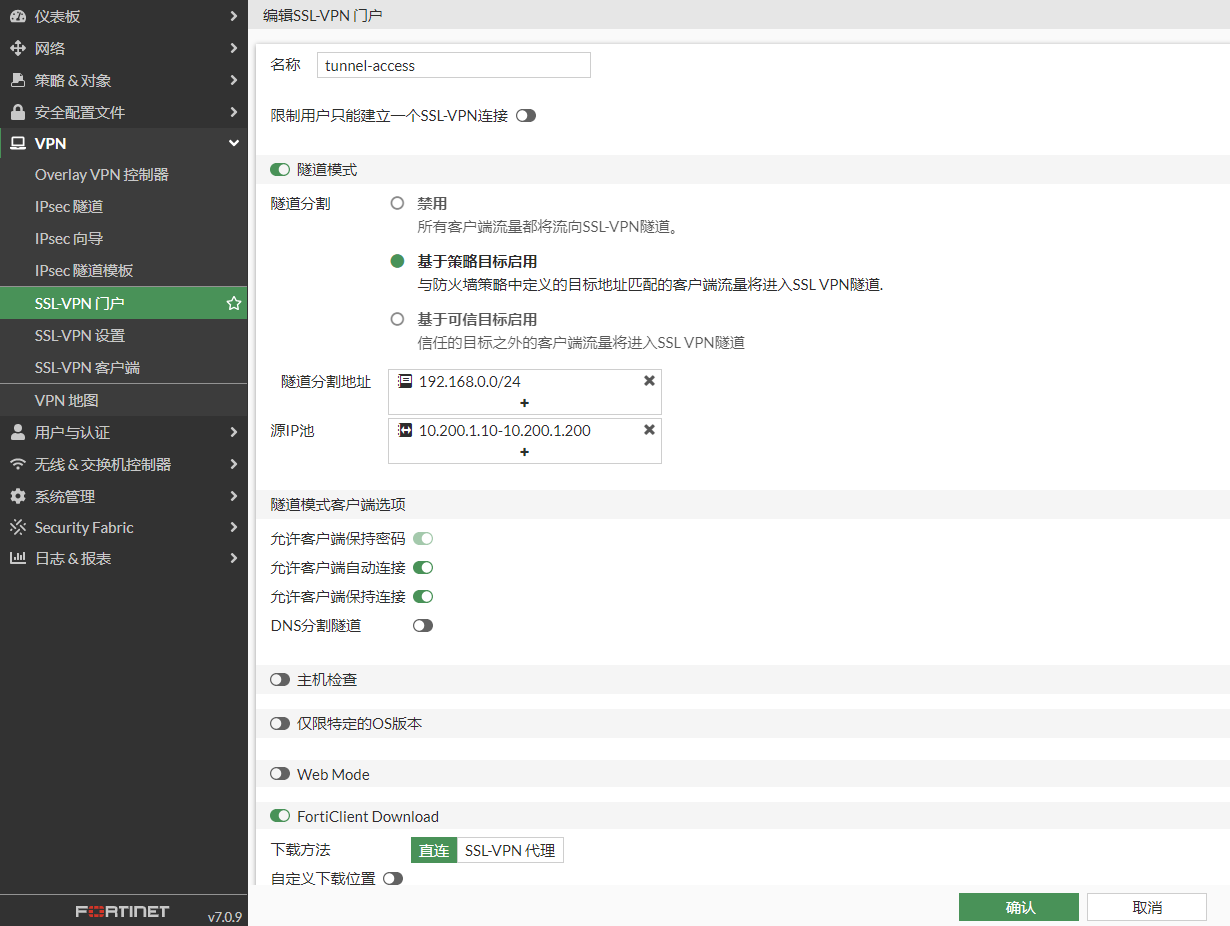 仪表板
网络
策略 & 对象
安全配置文件
VPN
Overlay VPN 控制器
IPsec 隧道
IPsec 向导
IPsec 隧道模板
SSL-VPN 门户
SSL-VPN 设置
SSL-VPN 客户端
VPN 地图
用户与认证
无线 & 交换机控制器
系统管理
Security Fabric
日志 & 报表
FORTINET
v7.0.9
编辑SSL-VPN 门户
名称 tunnel-access
限制用户只能建立一个SSL-VPN连接
隧道模式
隧道分割 禁用
所有客户端流量都将流向SSL-VPN隧道。
基于策略目标启用
与防火墙策略中定义的目标地址匹配的客户端流量将进入SSL VPN隧道.
基于可信目标启用
信任的目标之外的客户端流量将进入SSL VPN隧道
隧道分割地址 192.168.0.0/24
+
源IP池 10.200.1.10-10.200.1.200
+
隧道模式客户端选项
允许客户端保持密码
允许客户端自动连接
允许客户端保持连接
DNS分割隧道
主机检查
仅限特定的OS版本
Web Mode
FortiClient Download
下载方法 直连 SSL-VPN 代理
自定义下载位置
确认 取消